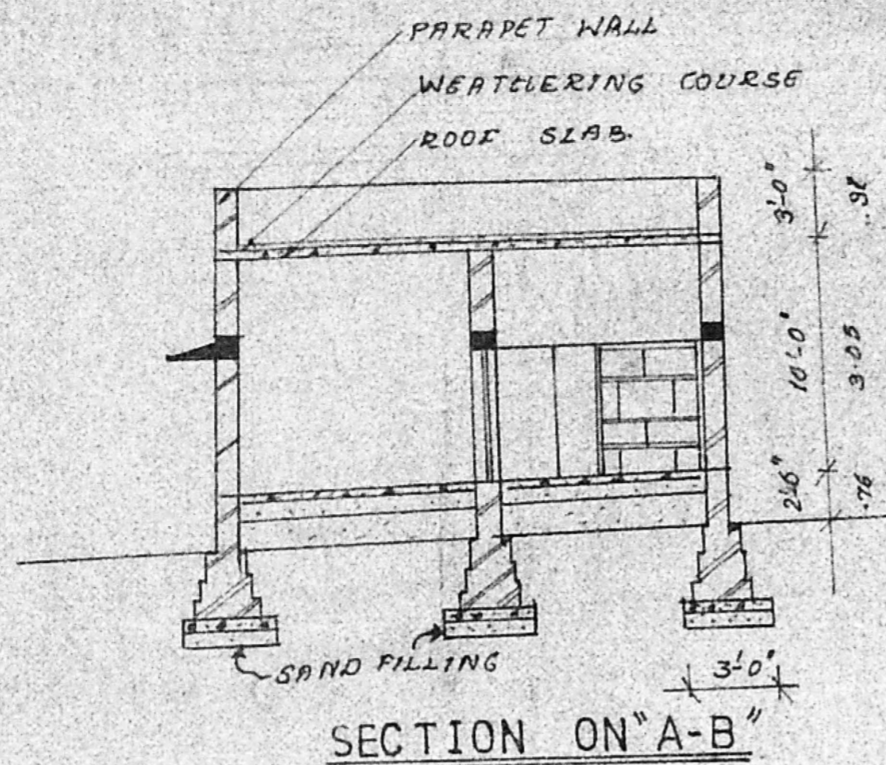 PARAPET WALL
WEATHERING COURSE
ROOF SLAB.
3'-0"
.92
10'-0"
3.05
2'-6"
.76
SAND FILLING
3'-0"
SECTION ON "A-B"